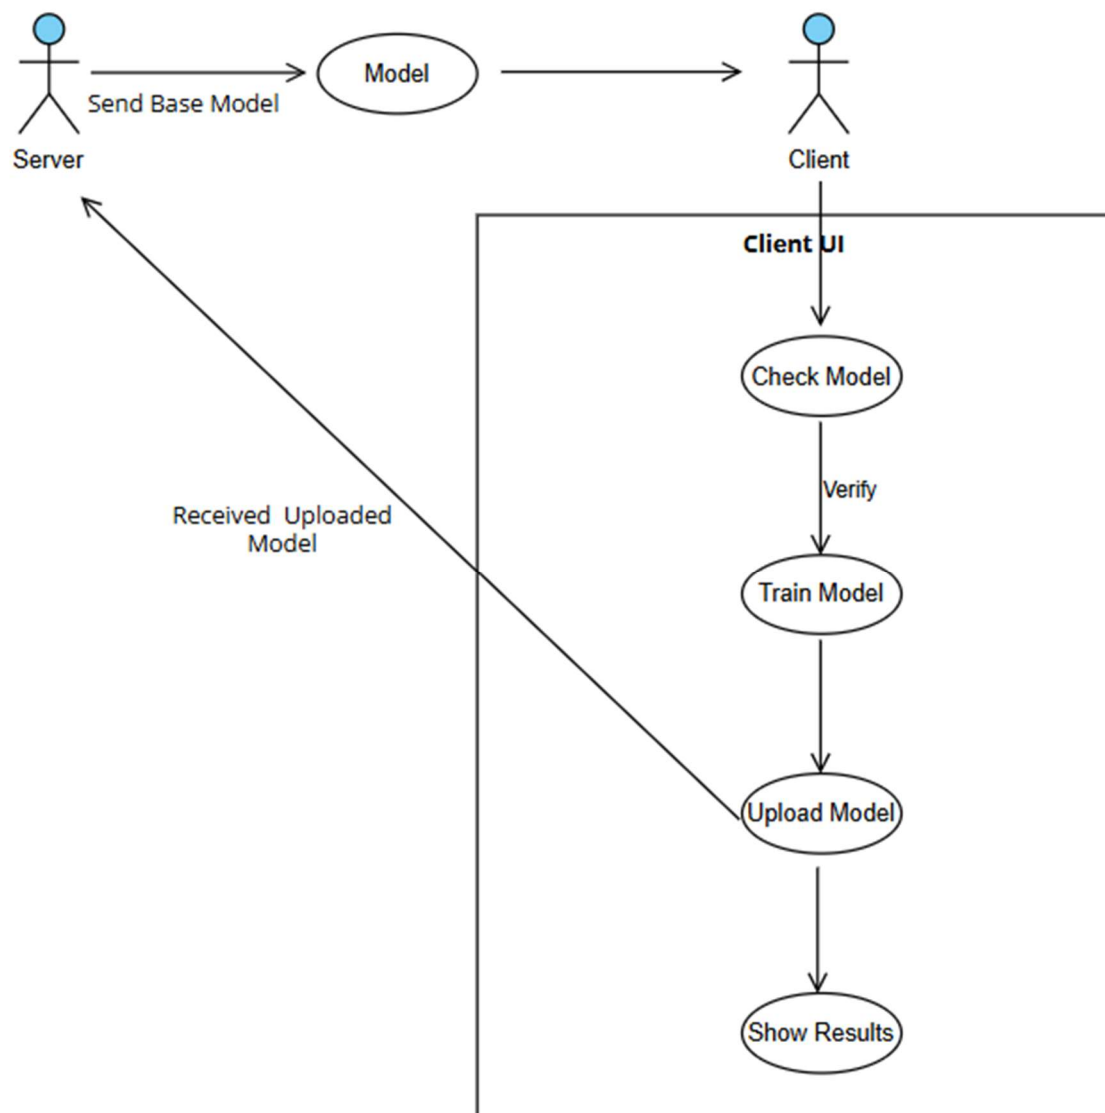 Model
Send Base Model
Server
Client
Client UI
Check Model
Verify
Received  Uploaded
Model
Train Model
Upload Model
Show Results